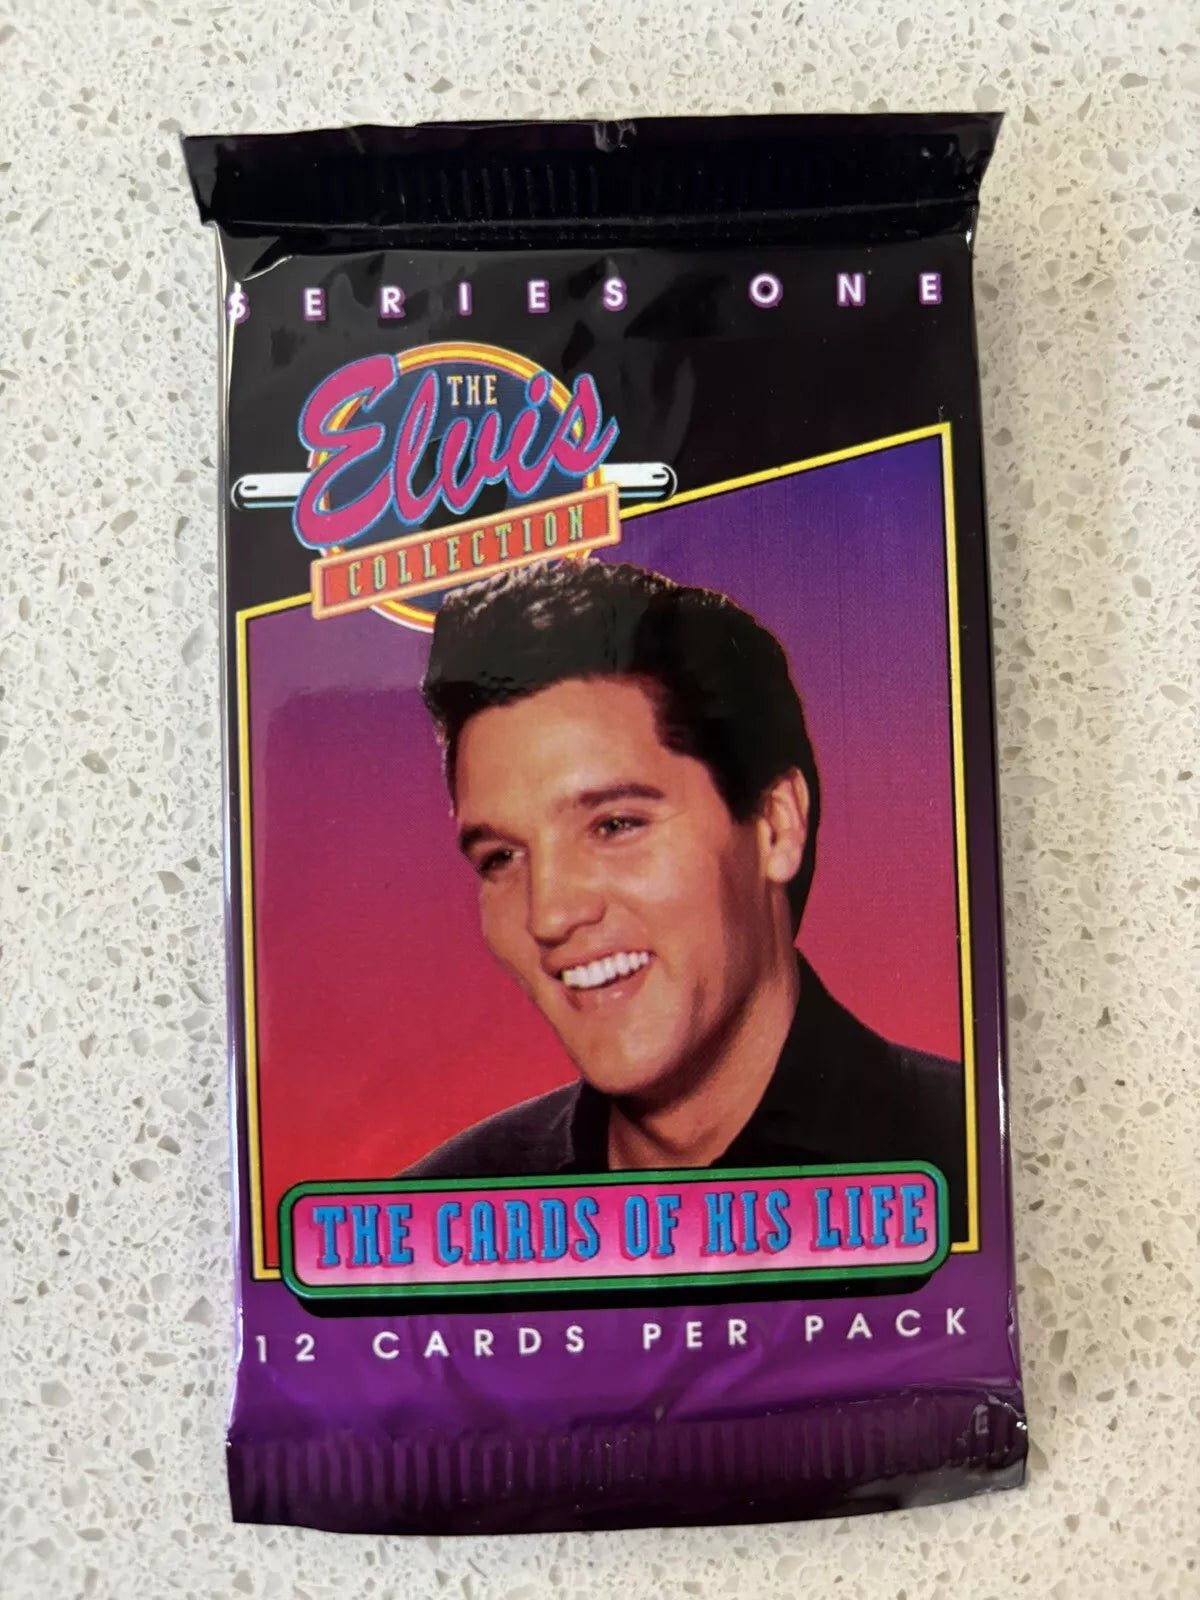 SERIES ONE
THE
Elvis
COLLECTION
THE CARDS OF HIS LIFE
12 CARDS PER PACK